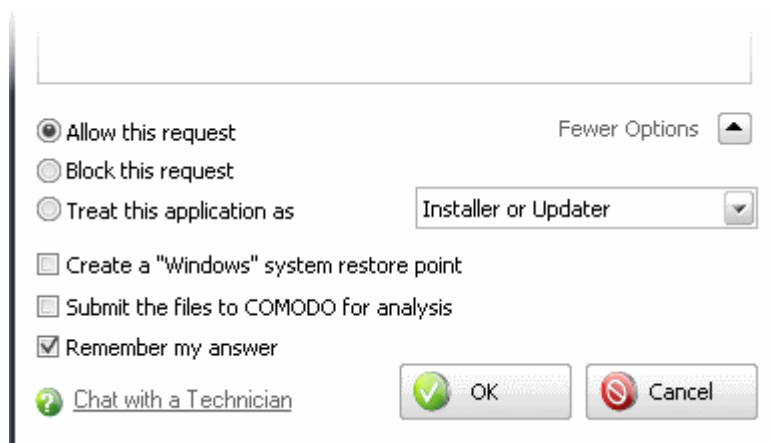 Allow this request
Fewer Options
Block this request
Treat this application as
Installer or Updater
Create a "Windows" system restore point
Submit the files to COMODO for analysis
Remember my answer
Chat with a Technician
OK
Cancel